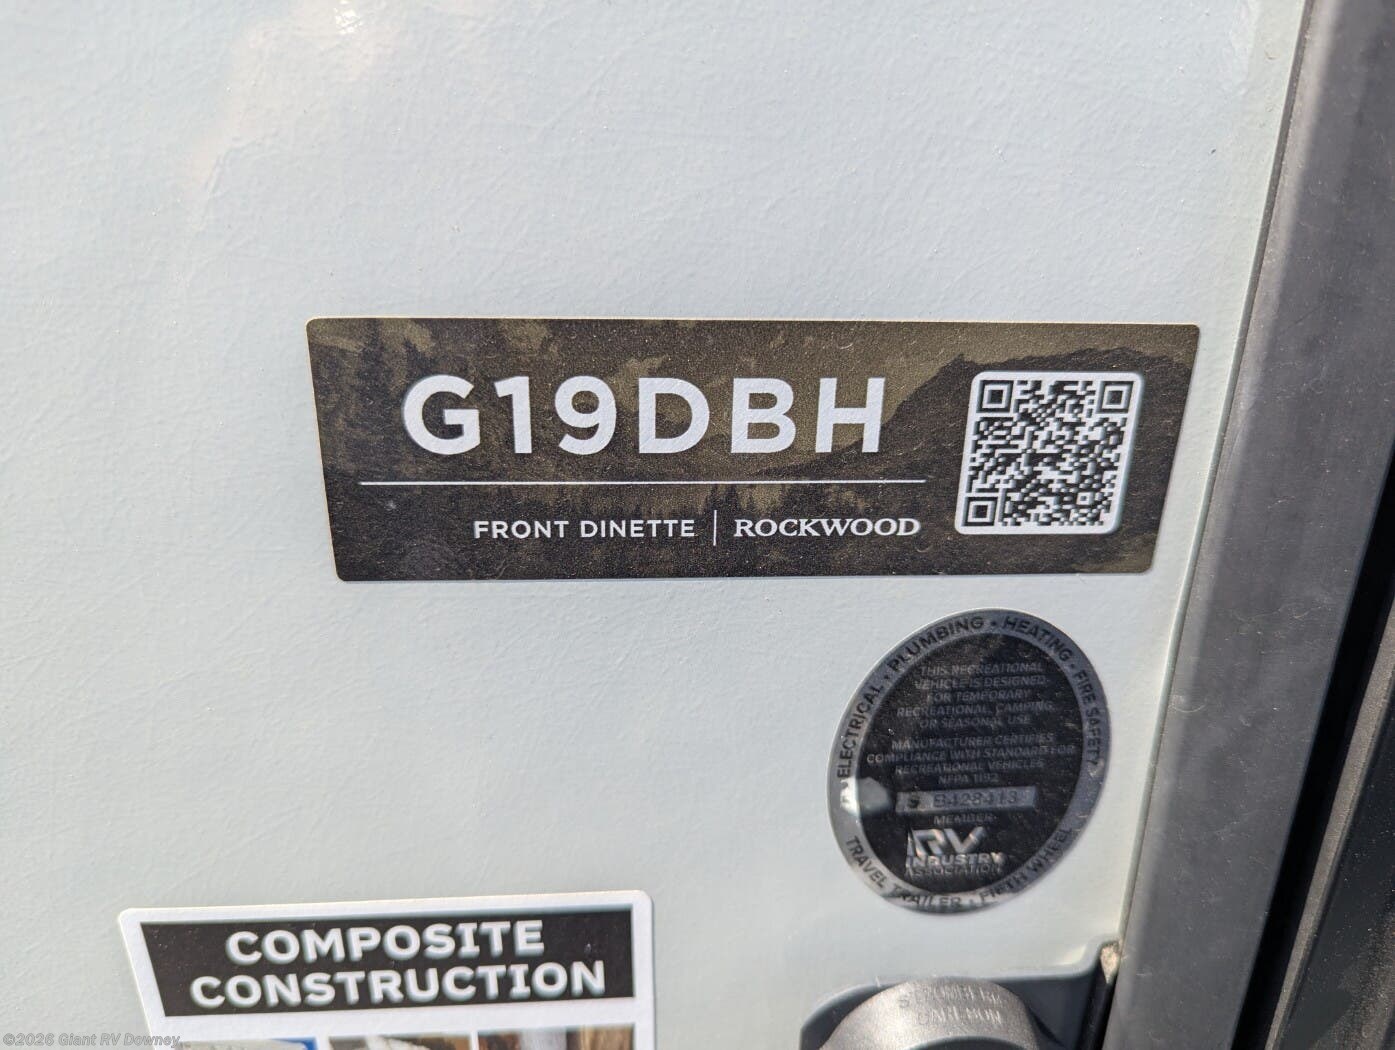 G19DBH
FRONT DINETTE | ROCKWOOD
ELECTRICAL • PLUMBING • HEATING • FIRE SAFETY
THIS RECREATIONAL
VEHICLE IS DESIGNED
FOR TEMPORARY
RECREATIONAL, CAMPING,
OR SEASONAL USE
MANUFACTURER CERTIFIES
COMPLIANCE WITH STANDARD FOR
RECREATIONAL VEHICLES
NFPA 1192
MEMBER
RV
INDUSTRY
ASSOCIATION
TRAVEL TRAILER • FIFTH WHEEL
COMPOSITE
CONSTRUCTION
CARLSON
©2026 Giant RV Downey